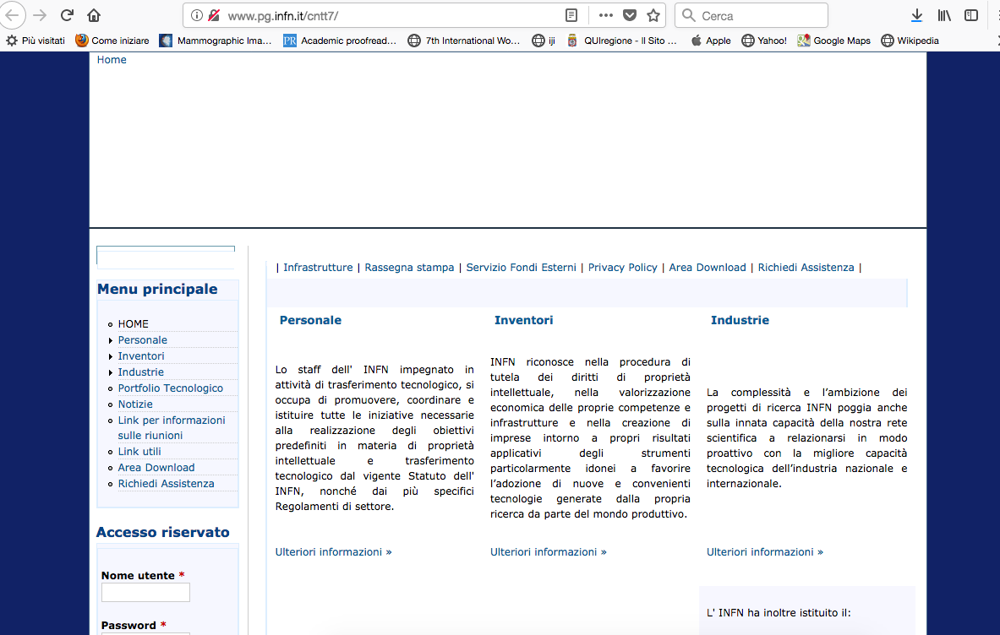 www.pg.infn.it/cntt7/
Cerca
Più visitati
Come iniziare
Mammographic Ima...
PR
Academic proofread...
7th International Wo...
iji
QUIregione - Il Sito ...
Apple
Yahoo!
Google Maps
Wikipedia
Home
| Infrastrutture | Rassegna stampa | Servizio Fondi Esterni | Privacy Policy | Area Download | Richiedi Assistenza |
Menu principale
HOME
Personale
Inventori
Industrie
Portfolio Tecnologico
Notizie
Link per informazioni
sulle riunioni
Link utili
Area Download
Richiedi Assistenza
Accesso riservato
Nome utente *
Password *
Personale
Lo staff dell' INFN impegnato in
attività di trasferimento tecnologico, si
occupa di promuovere, coordinare e
istituire tutte le iniziative necessarie
alla realizzazione degli obiettivi
predefiniti in materia di proprietà
intellettuale e trasferimento
tecnologico dal vigente Statuto dell'
INFN, nonché dai più specifici
Regolamenti di settore.
Ulteriori informazioni »
Inventori
INFN riconosce nella procedura di
tutela dei diritti di proprietà
intellettuale, nella valorizzazione
economica delle proprie competenze e
infrastrutture e nella creazione di
imprese intorno a propri risultati
applicativi degli strumenti
particolarmente idonei a favorire
l’adozione di nuove e convenienti
tecnologie generate dalla propria
ricerca da parte del mondo produttivo.
Ulteriori informazioni »
Industrie
La complessità e l’ambizione dei
progetti di ricerca INFN poggia anche
sulla innata capacità della nostra rete
scientifica a relazionarsi in modo
proattivo con la migliore capacità
tecnologica dell’industria nazionale e
internazionale.
Ulteriori informazioni »
L' INFN ha inoltre istituito il: